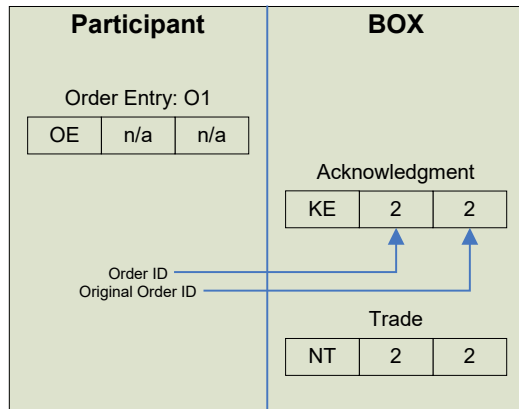 Participant
BOX
Order Entry: O1
OE n/a n/a
Acknowledgment
KE 2 2
Order ID
Original Order ID
Trade
NT 2 2